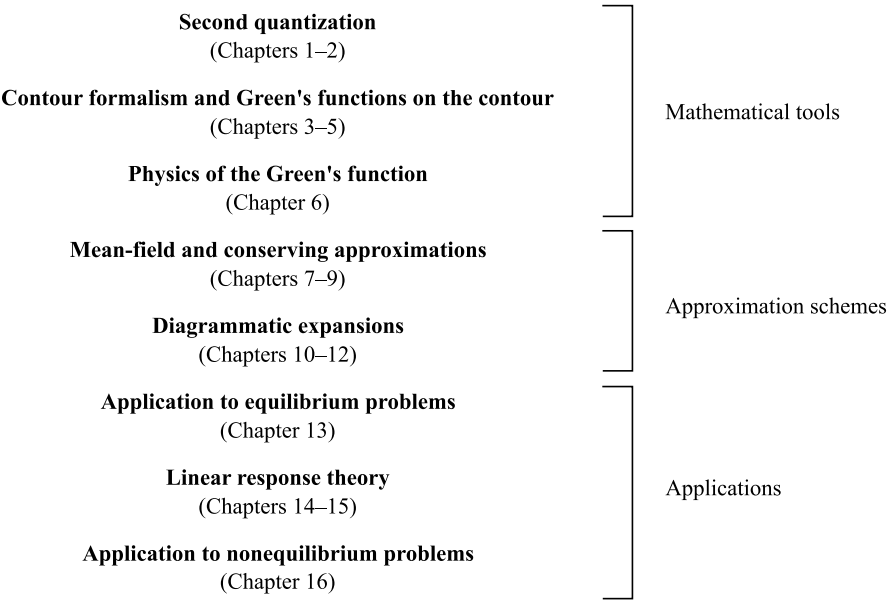 Second quantization
(Chapters 1–2)
Contour formalism and Green's functions on the contour
(Chapters 3–5)
Physics of the Green's function
(Chapter 6)
Mathematical tools
Mean-field and conserving approximations
(Chapters 7–9)
Diagrammatic expansions
(Chapters 10–12)
Approximation schemes
Application to equilibrium problems
(Chapter 13)
Linear response theory
(Chapters 14–15)
Application to nonequilibrium problems
(Chapter 16)
Applications